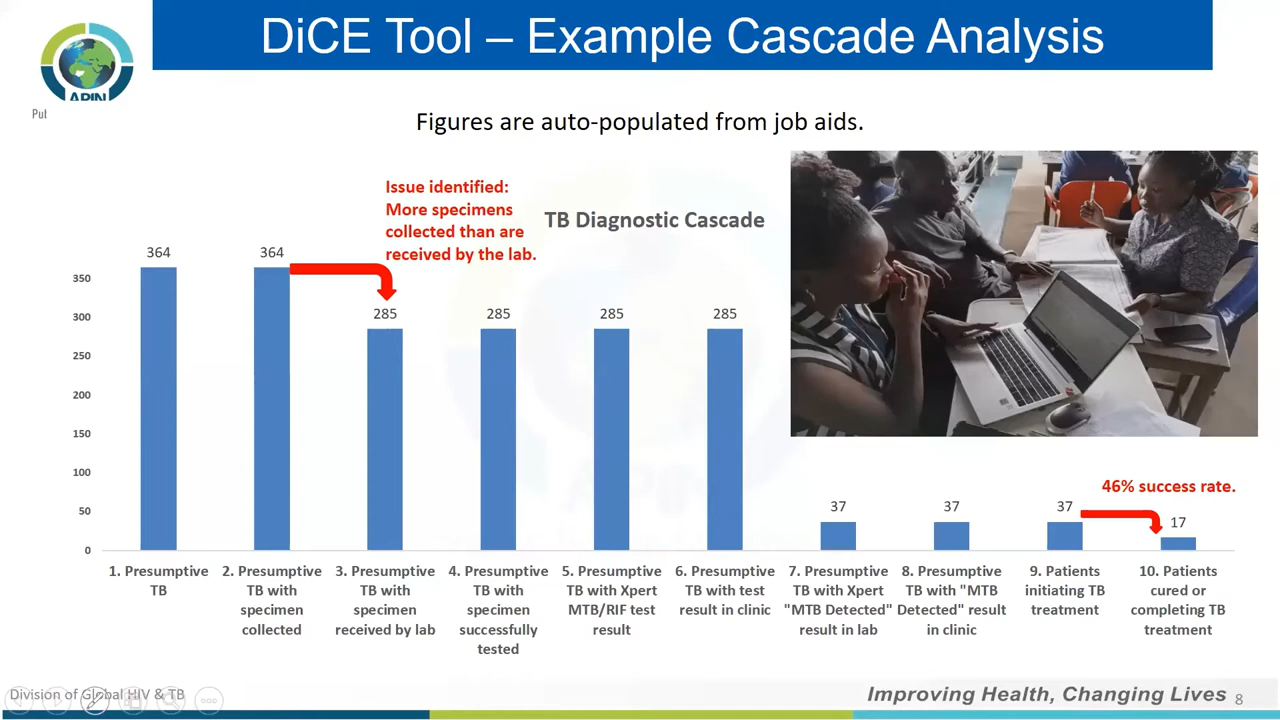 DiCE Tool – Example Cascade Analysis
APIN
Pub
Figures are auto-populated from job aids.
Issue identified:
More specimens
collected than are
received by the lab.
TB Diagnostic Cascade
364
364
285
285
285
285
37
37
37
17
46% success rate.
350
300
250
200
150
100
50
0
1. Presumptive
TB
2. Presumptive
TB with
specimen
collected
3. Presumptive
TB with
specimen
received by lab
4. Presumptive
TB with
specimen
successfully
tested
5. Presumptive
TB with Xpert
MTB/RIF test
result
6. Presumptive
TB with test
result in clinic
7. Presumptive
TB with Xpert
"MTB Detected"
result in lab
8. Presumptive
TB with "MTB
Detected" result
in clinic
9. Patients
initiating TB
treatment
10. Patients
cured or
completing TB
treatment
Division of Global HIV & TB
Improving Health, Changing Lives
8